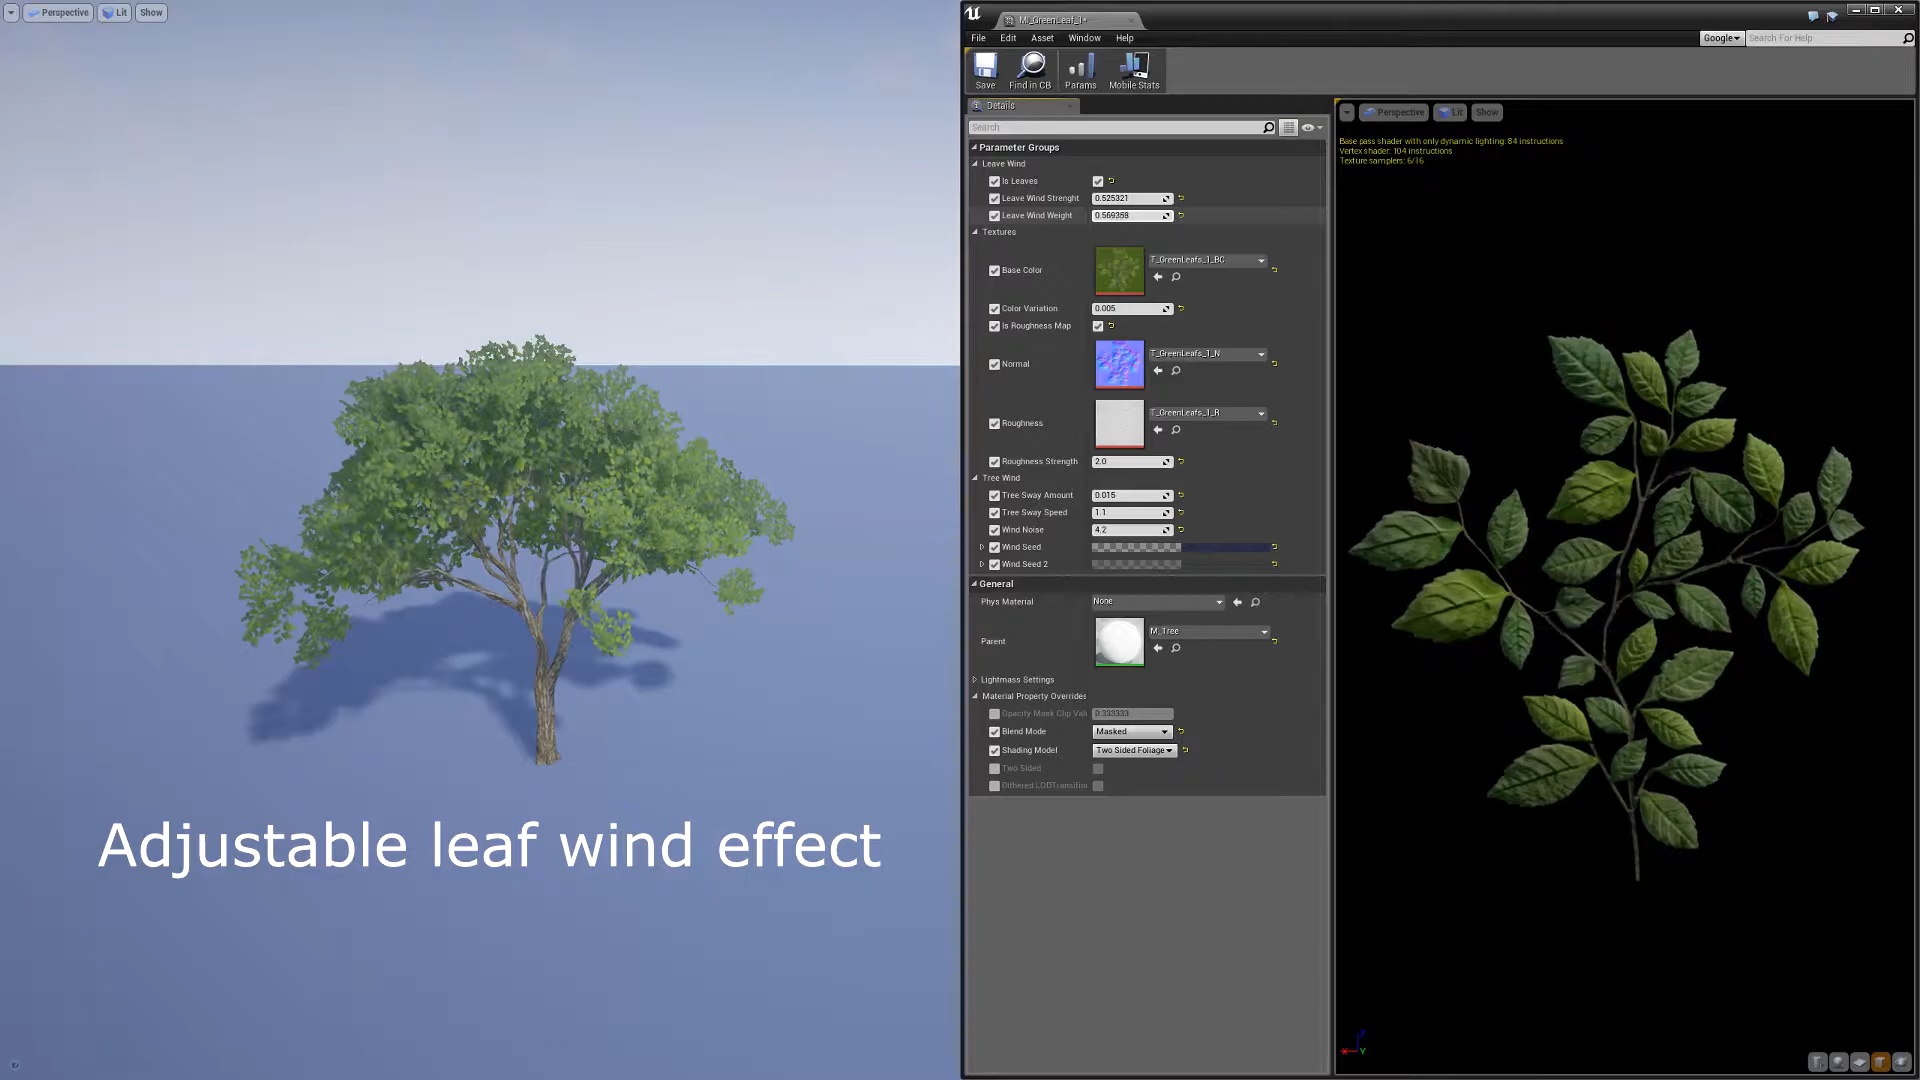 Perspective Lit Show
MI_GreenLeaf_1*
File Edit Asset Window Help
Google Search For Help
Save Find in CB Params Mobile Stats
Details
Search
Parameter Groups
Leave Wind
Is Leaves
Leave Wind Strenght 0.525321
Leave Wind Weight 0.569358
Textures
Base Color T_GreenLeafs_1_BC
Color Variation 0.005
Is Roughness Map
Normal T_GreenLeafs_1_N
Roughness T_GreenLeafs_1_R
Roughness Strength 2.0
Tree Wind
Tree Sway Amount 0.015
Tree Sway Speed 1.1
Wind Noise 4.2
Wind Seed
Wind Seed 2
General
Phys Material None
Parent M_Tree
Lightmass Settings
Material Property Overrides
Opacity Mask Clip Val 0.333333
Blend Mode Masked
Shading Model Two Sided Foliage
Two Sided
Dithered LODTransition
Perspective Lit Show
Base pass shader with only dynamic lighting: 84 instructions
Vertex shader: 104 instructions
Texture samplers: 6/16
Adjustable leaf wind effect
X Y